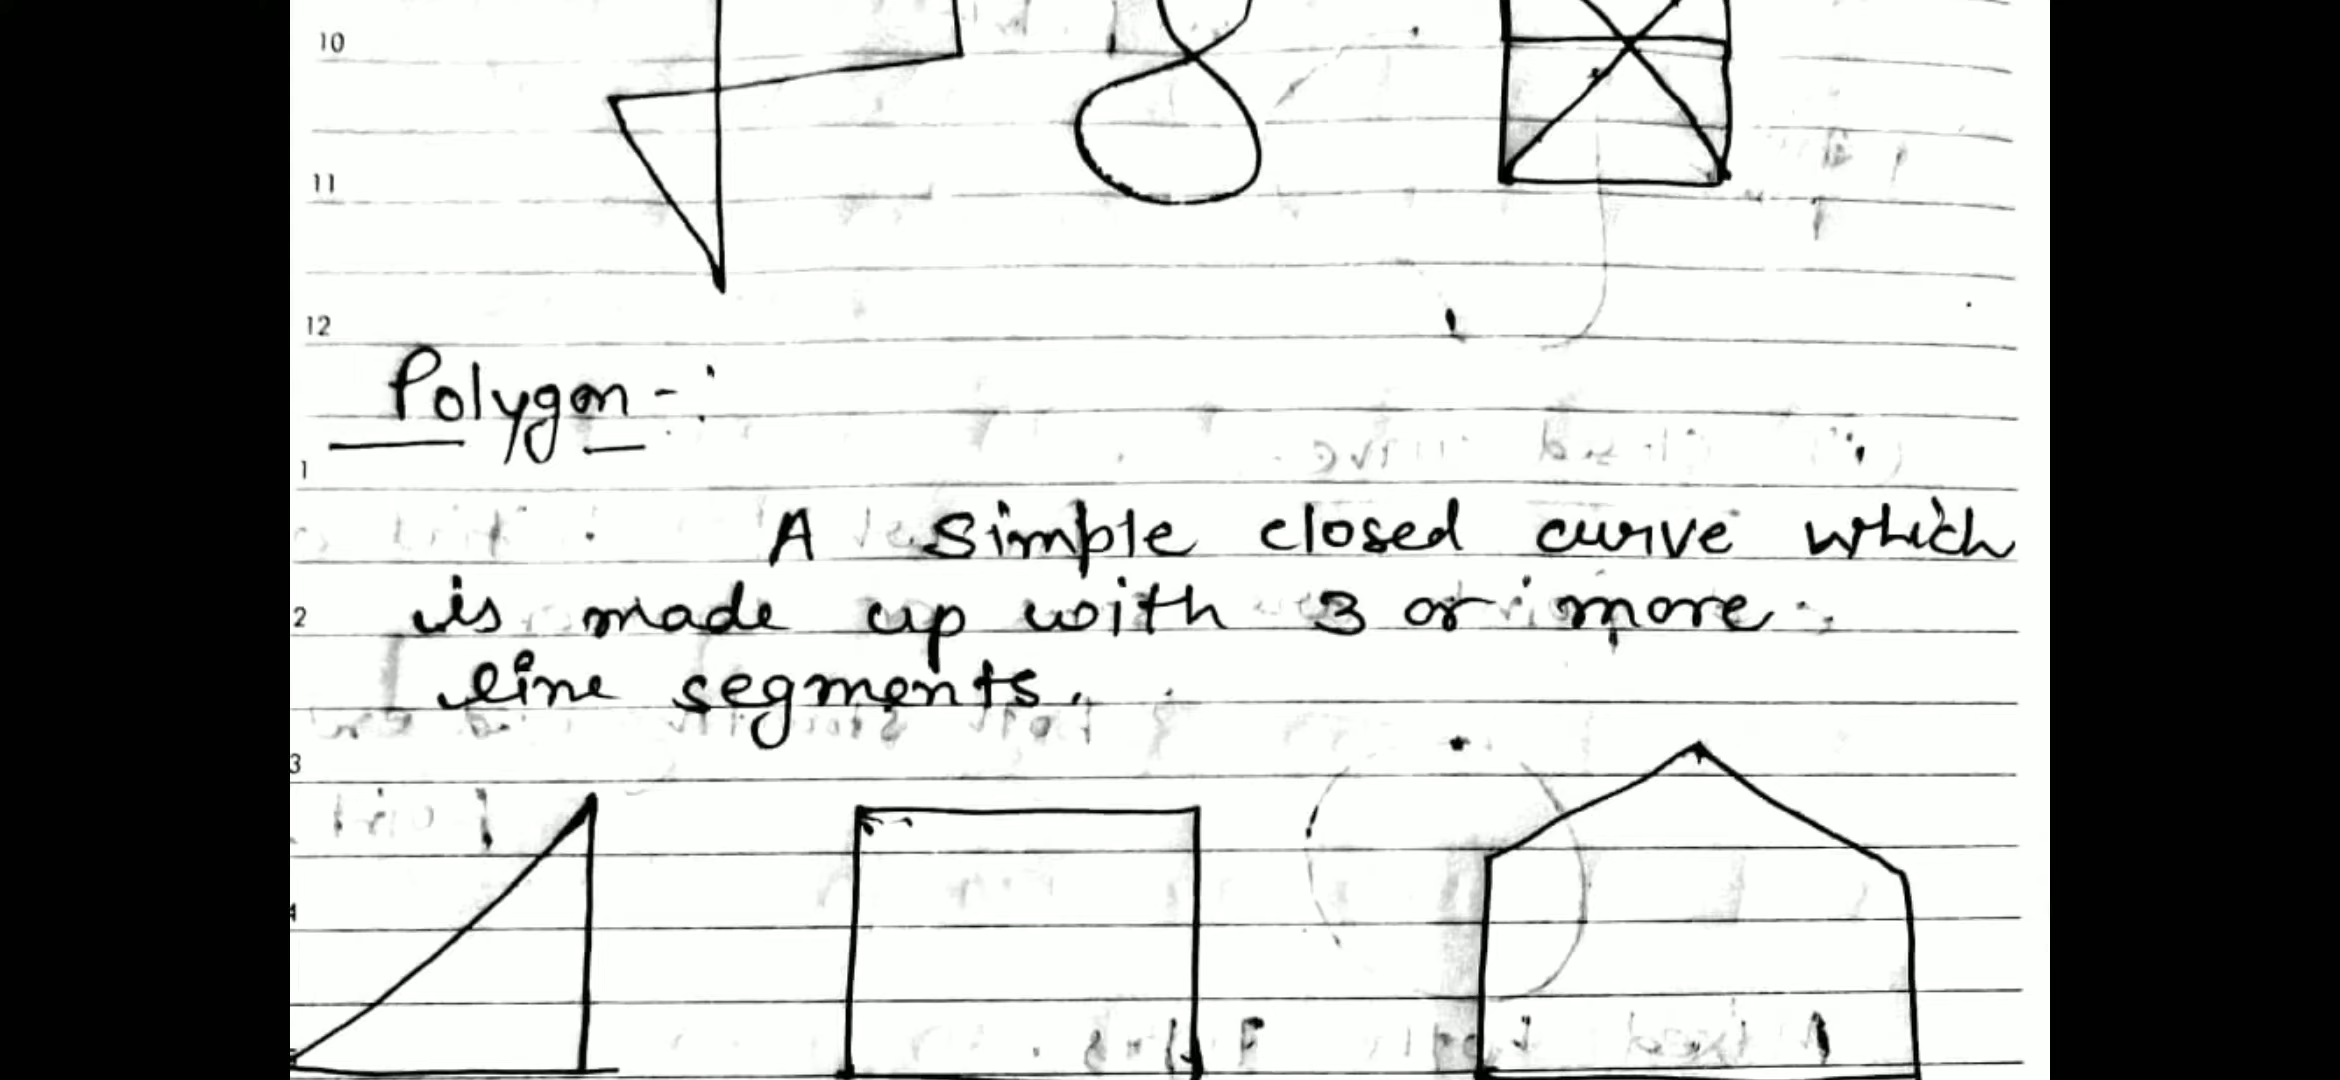 10
11
12
Polygon -:
1
A simple closed curve which
2 is made up with 3 or more
line segments.
3
4